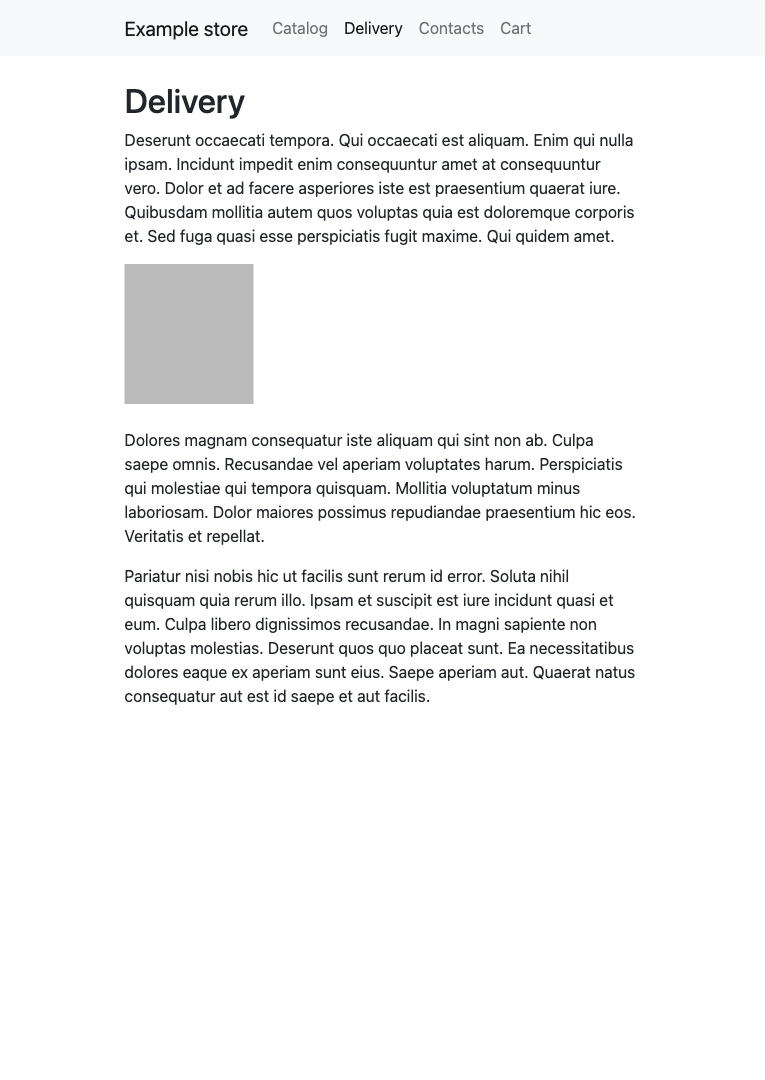 Example store Catalog Delivery Contacts Cart
Delivery
Deserunt occaecati tempora. Qui occaecati est aliquam. Enim qui nulla
ipsam. Incidunt impedit enim consequuntur amet at consequuntur
vero. Dolor et ad facere asperiores iste est praesentium quaerat iure.
Quibusdam mollitia autem quos voluptas quia est doloremque corporis
et. Sed fuga quasi esse perspiciatis fugit maxime. Qui quidem amet.
Dolores magnam consequatur iste aliquam qui sint non ab. Culpa
saepe omnis. Recusandae vel aperiam voluptates harum. Perspiciatis
qui molestiae qui tempora quisquam. Mollitia voluptatum minus
laboriosam. Dolor maiores possimus repudiandae praesentium hic eos.
Veritatis et repellat.
Pariatur nisi nobis hic ut facilis sunt rerum id error. Soluta nihil
quisquam quia rerum illo. Ipsam et suscipit est iure incidunt quasi et
eum. Culpa libero dignissimos recusandae. In magni sapiente non
voluptas molestias. Deserunt quos quo placeat sunt. Ea necessitatibus
dolores eaque ex aperiam sunt eius. Saepe aperiam aut. Quaerat natus
consequatur aut est id saepe et aut facilis.